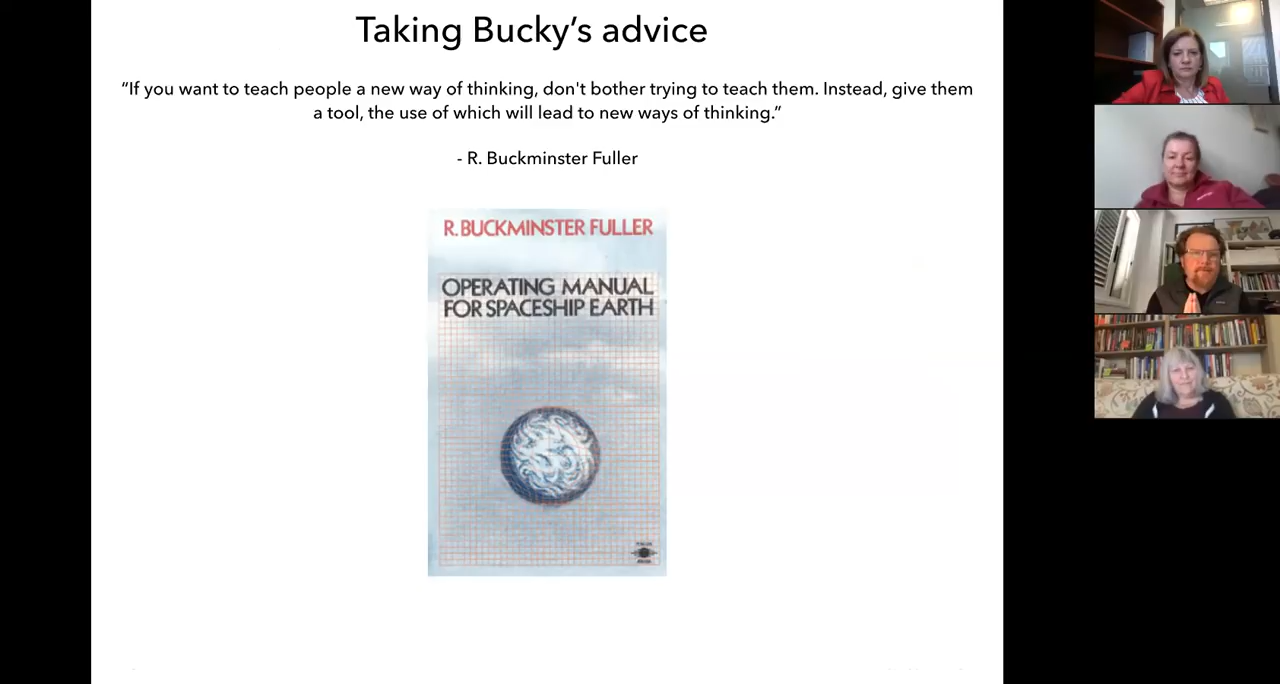 Taking Bucky’s advice
“If you want to teach people a new way of thinking, don't bother trying to teach them. Instead, give them
a tool, the use of which will lead to new ways of thinking.”
- R. Buckminster Fuller
R. BUCKMINSTER FULLER
OPERATING MANUAL
FOR SPACESHIP EARTH